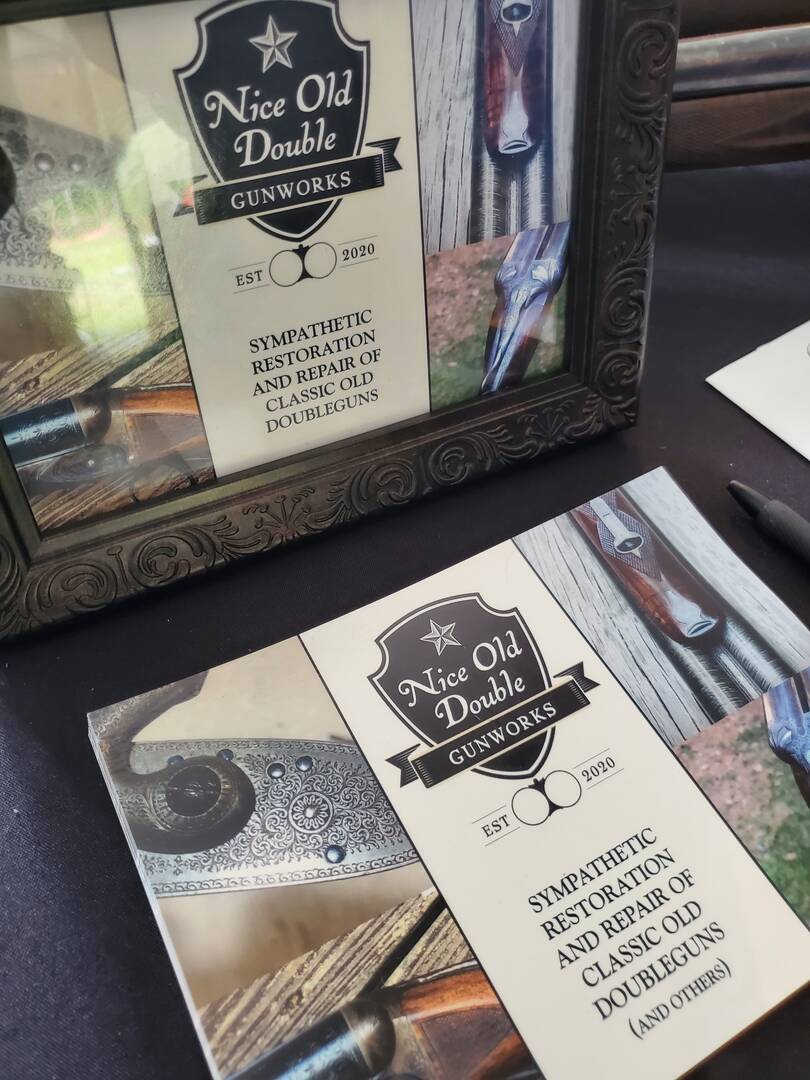 Nice Old
Double
GUNWORKS
EST 2020
SYMPATHETIC
RESTORATION
AND REPAIR OF
CLASSIC OLD
DOUBLEGUNS
Nice Old
Double
GUNWORKS
EST 2020
SYMPATHETIC
RESTORATION
AND REPAIR OF
CLASSIC OLD
DOUBLEGUNS
(AND OTHERS)